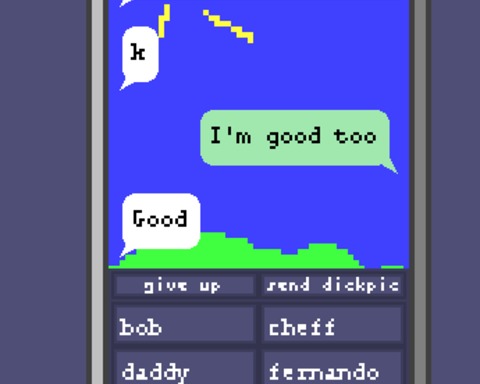 k
I'm good too
Good
give up
send dickpic
bob
cheff
daddy
fernando